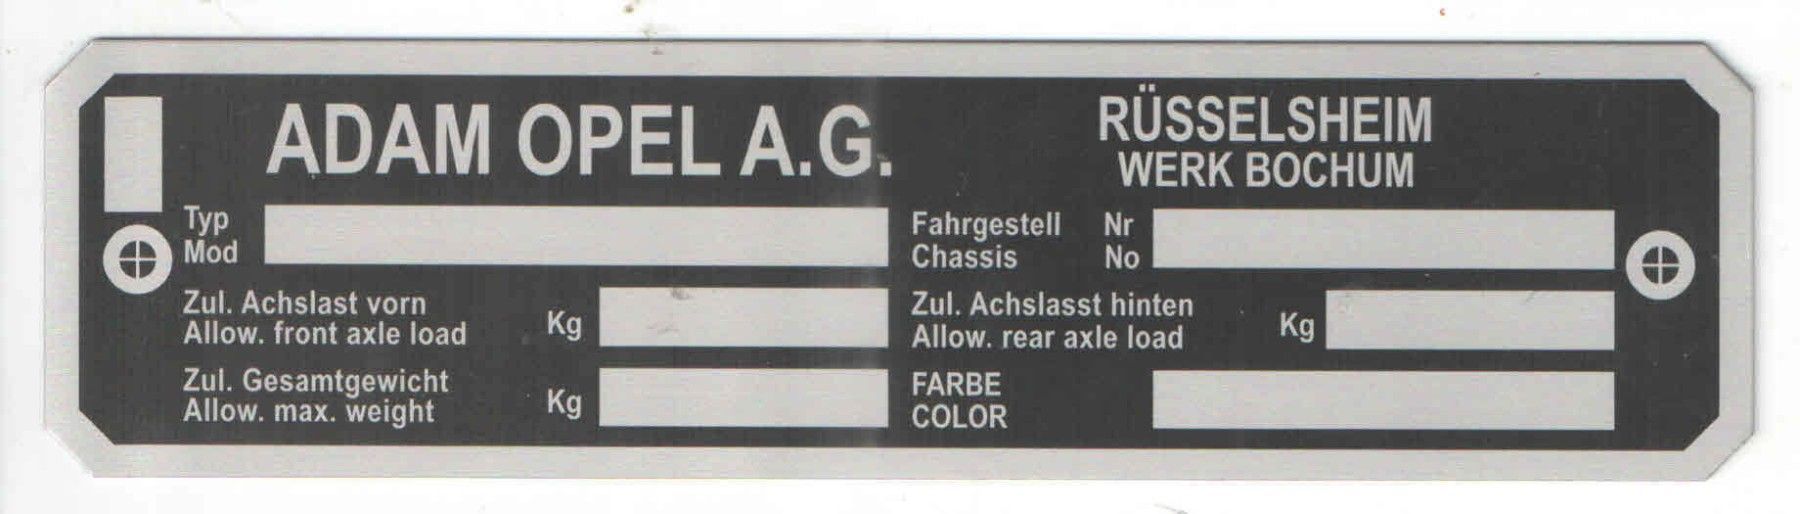 ADAM OPEL A.G.
RÜSSELSHEIM
WERK BOCHUM
Typ
Mod
Fahrgestell Nr
Chassis No
Zul. Achslast vorn
Allow. front axle load
Kg
Zul. Achslasst hinten
Allow. rear axle load
Kg
Zul. Gesamtgewicht
Allow. max. weight
Kg
FARBE
COLOR